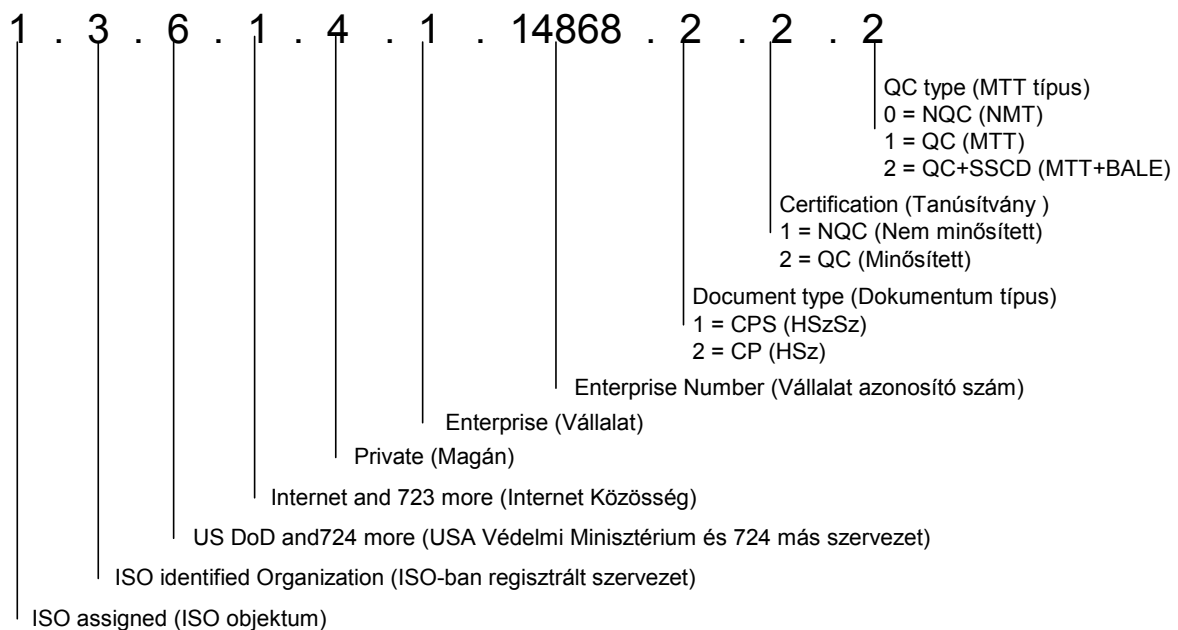 1 . 3 . 6 . 1 . 4 . 1 . 14868 . 2 . 2 . 2
QC type (MTT típus)
0 = NQC (NMT)
1 = QC (MTT)
2 = QC+SSCD (MTT+BALE)
Certification (Tanúsítvány )
1 = NQC (Nem minősített)
2 = QC (Minősített)
Document type (Dokumentum típus)
1 = CPS (HSzSz)
2 = CP (HSz)
Enterprise Number (Vállalat azonosító szám)
Enterprise (Vállalat)
Private (Magán)
Internet and 723 more (Internet Közösség)
US DoD and724 more (USA Védelmi Minisztérium és 724 más szervezet)
ISO identified Organization (ISO-ban regisztrált szervezet)
ISO assigned (ISO objektum)